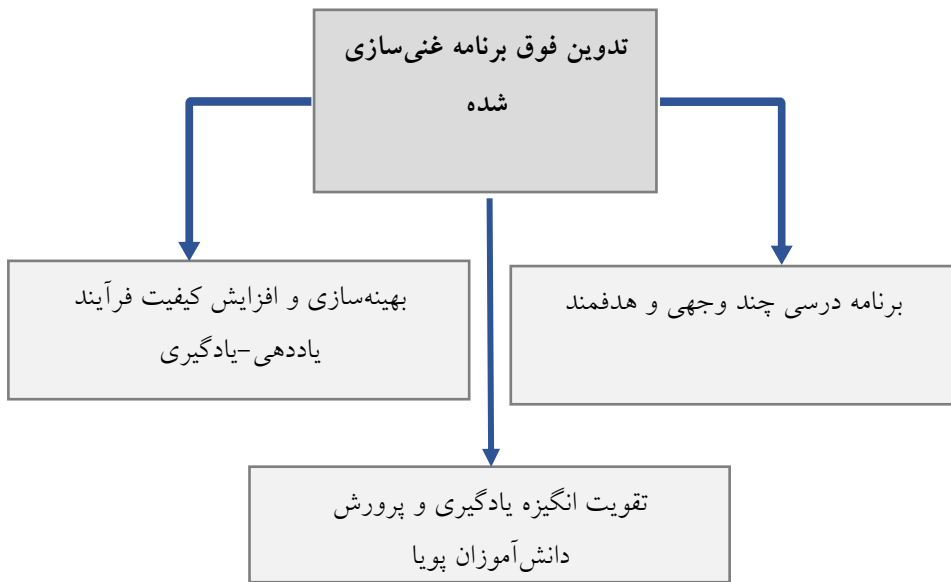 تدوین فوق برنامه غنی‌سازی
شده
برنامه درسی چند وجهی و هدفمند
بهینه‌سازی و افزایش کیفیت فرآیند
یاددهی–یادگیری
تقویت انگیزه یادگیری و پرورش
دانش‌آموزان پویا